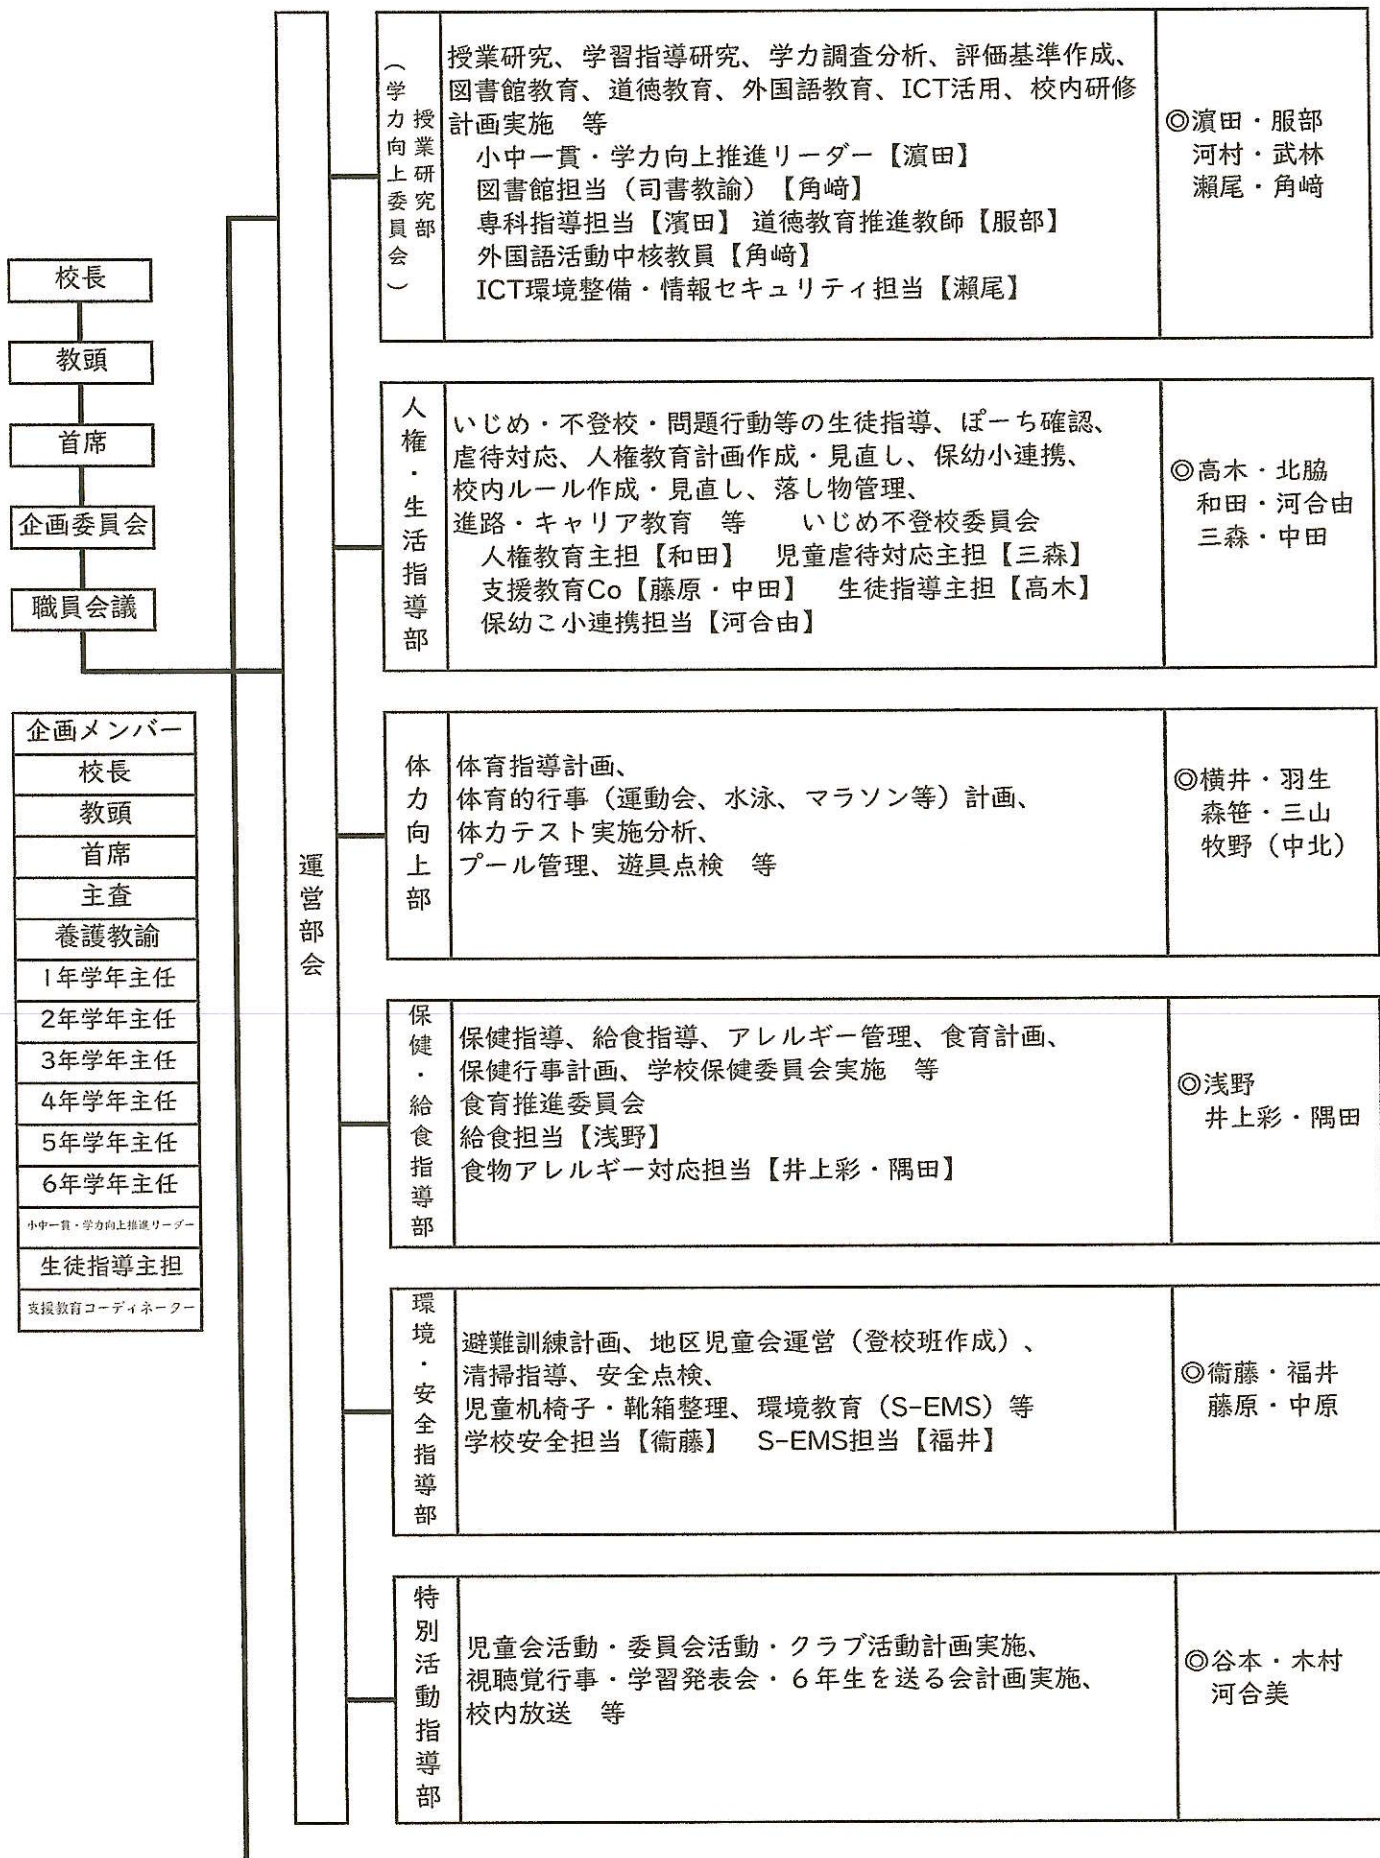 校長
教頭
首席
企画委員会
職員会議
企画メンバー
校長
教頭
首席
主査
養護教諭
1年学年主任
2年学年主任
3年学年主任
4年学年主任
5年学年主任
6年学年主任
小中一貫・学力向上推進リーダー
生徒指導主担
支援教育コーディネーター
運営部会
授業研究部
（学力向上委員会）
授業研究、学習指導研究、学力調査分析、評価基準作成、
図書館教育、道徳教育、外国語教育、ICT活用、校内研修
計画実施　等
小中一貫・学力向上推進リーダー【濵田】
図書館担当（司書教諭）【角﨑】
専科指導担当【濵田】 道徳教育推進教師【服部】
外国語活動中核教員【角﨑】
ICT環境整備・情報セキュリティ担当【瀨尾】
◎濵田・服部
河村・武林
瀨尾・角﨑
人権・生活指導部
いじめ・不登校・問題行動等の生徒指導、ぽーち確認、
虐待対応、人権教育計画作成・見直し、保幼小連携、
校内ルール作成・見直し、落し物管理、
進路・キャリア教育　等　　いじめ不登校委員会
人権教育主担【和田】　児童虐待対応主担【三森】
支援教育Co【藤原・中田】　生徒指導主担【高木】
保幼こ小連携担当【河合由】
◎高木・北脇
和田・河合由
三森・中田
体力向上部
体育指導計画、
体育的行事（運動会、水泳、マラソン等）計画、
体力テスト実施分析、
プール管理、遊具点検　等
◎横井・羽生
森笹・三山
牧野（中北）
保健・給食指導部
保健指導、給食指導、アレルギー管理、食育計画、
保健行事計画、学校保健委員会実施　等
食育推進委員会
給食担当【浅野】
食物アレルギー対応担当【井上彩・隅田】
◎浅野
井上彩・隅田
環境・安全指導部
避難訓練計画、地区児童会運営（登校班作成）、
清掃指導、安全点検、
児童机椅子・靴箱整理、環境教育（S-EMS）等
学校安全担当【衞藤】　S-EMS担当【福井】
◎衞藤・福井
藤原・中原
特別活動指導部
児童会活動・委員会活動・クラブ活動計画実施、
視聴覚行事・学習発表会・６年生を送る会計画実施、
校内放送　等
◎谷本・木村
河合美